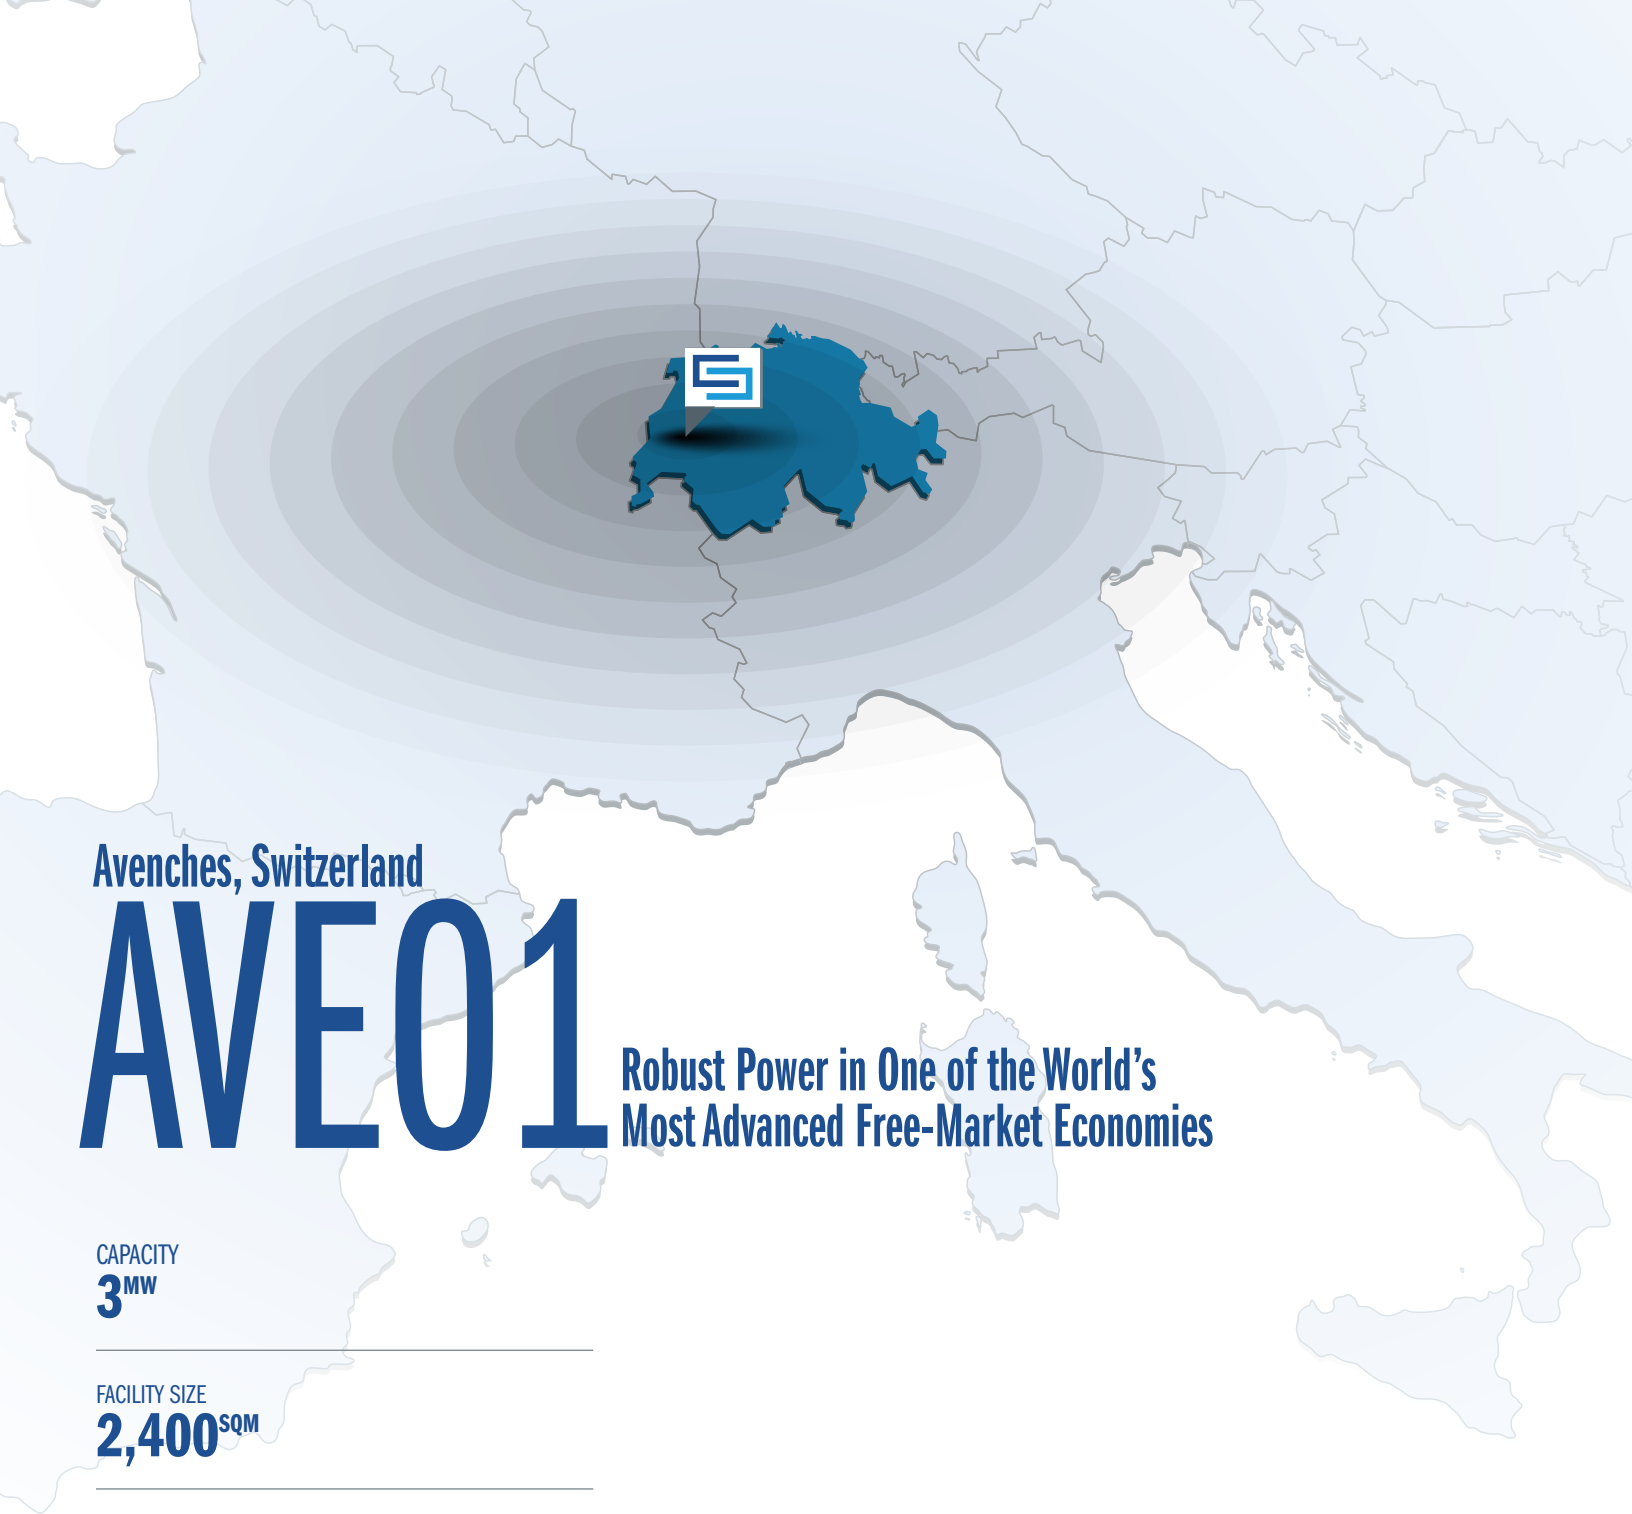 Avenches, Switzerland
AVE01
Robust Power in One of the World’s
Most Advanced Free-Market Economies
CAPACITY
3MW
FACILITY SIZE
2,400SQM